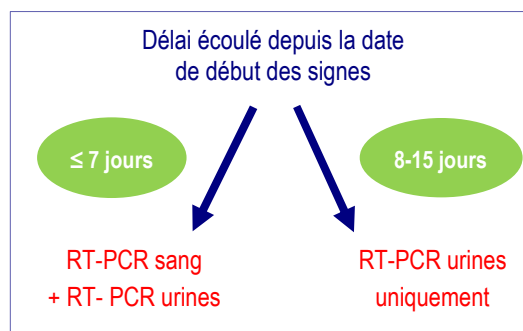 Délai écoulé depuis la date
de début des signes
≤ 7 jours
8-15 jours
RT-PCR sang
+ RT- PCR urines
RT-PCR urines
uniquement